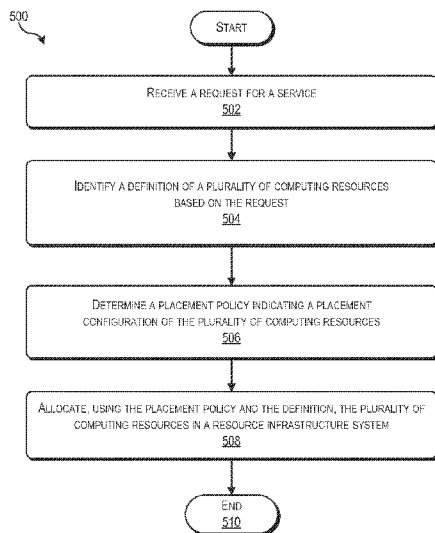 500
START
RECEIVE A REQUEST FOR A SERVICE
502
IDENTIFY A DEFINITION OF A PLURALITY OF COMPUTING RESOURCES
BASED ON THE REQUEST
504
DETERMINE A PLACEMENT POLICY INDICATING A PLACEMENT
CONFIGURATION OF THE PLURALITY OF COMPUTING RESOURCES
506
ALLOCATE, USING THE PLACEMENT POLICY AND THE DEFINITION, THE PLURALITY OF
COMPUTING RESOURCES IN A RESOURCE INFRASTRUCTURE SYSTEM
508
END
510